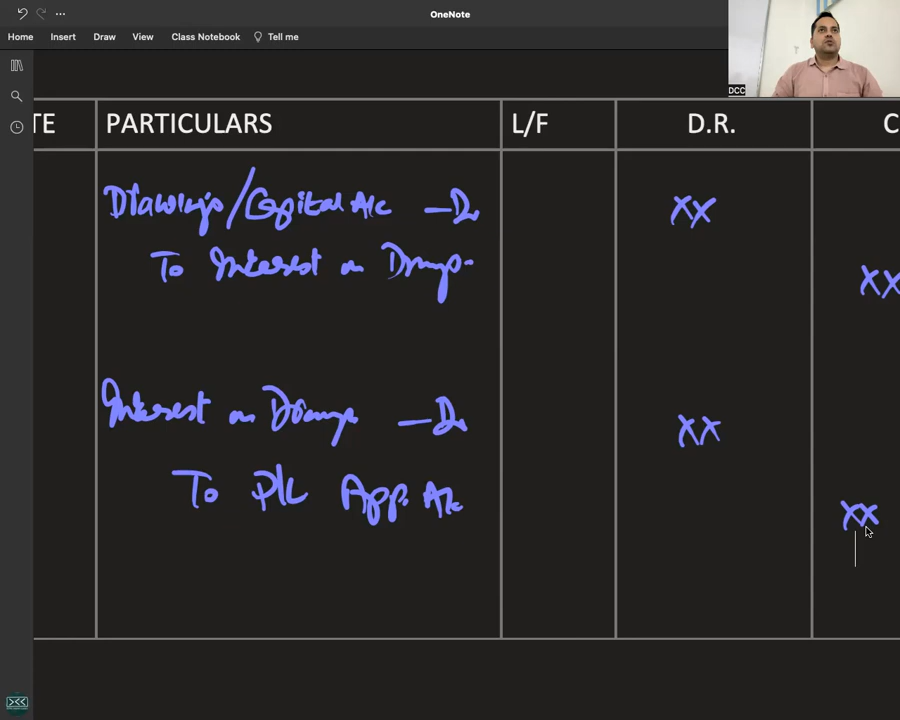 OneNote
Home Insert Draw View Class Notebook Tell me
DCC
TE PARTICULARS L/F D.R. C
Drawings/Capital A/c —Dr XX
To Interest on Drawings XX
Interest on Drawings —Dr XX
To P/L App. A/c XX